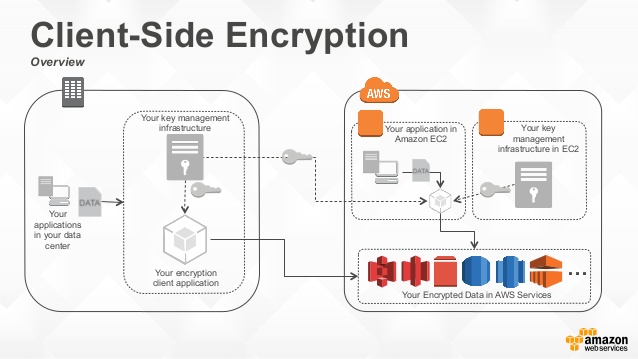 Client-Side Encryption
Overview
AWS
Your key management
infrastructure
Your application in
Amazon EC2
Your key
management
infrastructure in EC2
DATA
DATA
Your
applications
in your data
center
Your encryption
client application
Your Encrypted Data in AWS Services
amazon
web services